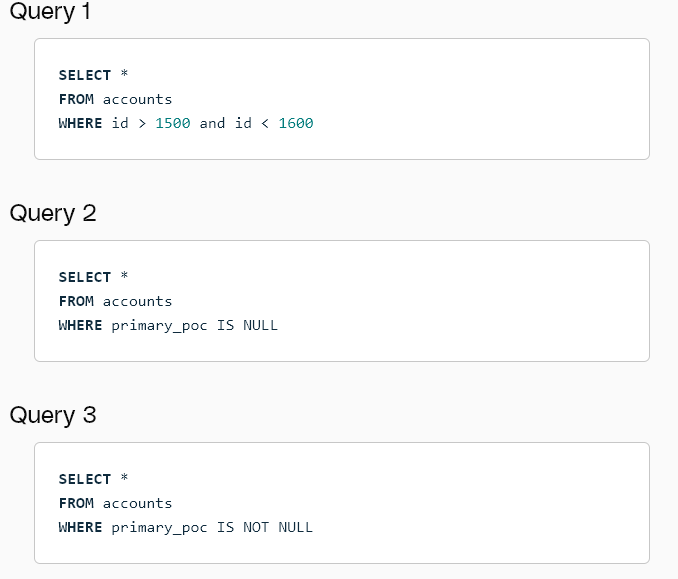 Query 1
SELECT *
FROM accounts
WHERE id > 1500 and id < 1600
Query 2
SELECT *
FROM accounts
WHERE primary_poc IS NULL
Query 3
SELECT *
FROM accounts
WHERE primary_poc IS NOT NULL